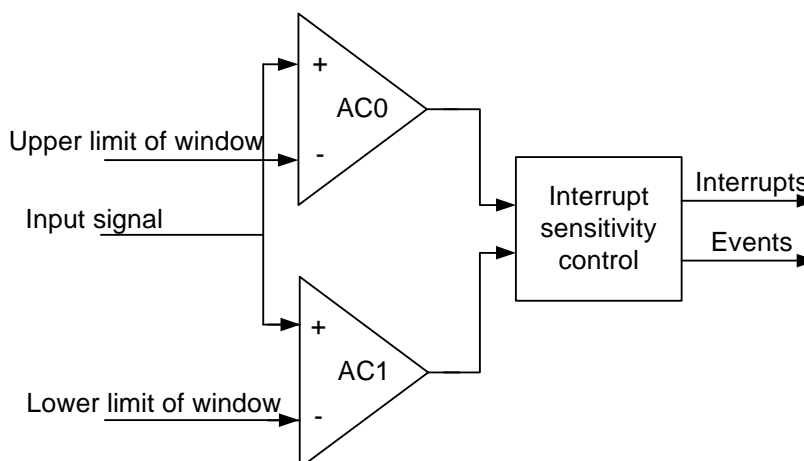 +
AC0
Upper limit of window
-
Input signal
Interrupt
sensitivity
control
Interrupts
Events
+
AC1
Lower limit of window
-